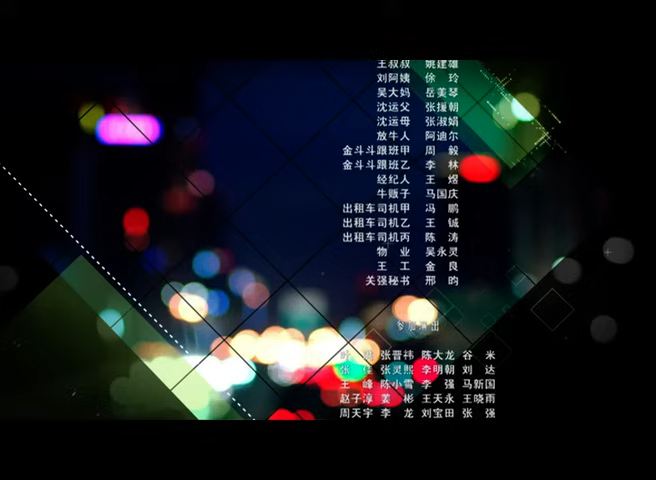 王叔叔 姚建雄
刘阿姨 徐 玲
吴大妈 岳美琴
沈运父 张援朝
沈运母 张淑娟
放牛人 阿迪尔
金斗斗跟班甲 周 毅
金斗斗跟班乙 李 林
经纪人 王 煜
牛贩子 马国庆
出租车司机甲 冯 鹏
出租车司机乙 王 铖
出租车司机丙 陈 涛
物 业 吴永灵
王 工 金 良
关强秘书 邢 昀
参加演出
叶 张晋祎 陈大龙 谷 米
张 佳 张灵熙 李明朝 刘 达
王 峰 陈小雪 李 强 马新国
赵子淳 姜 彬 王天永 王晓雨
周天宇 李 龙 刘宝田 张 强